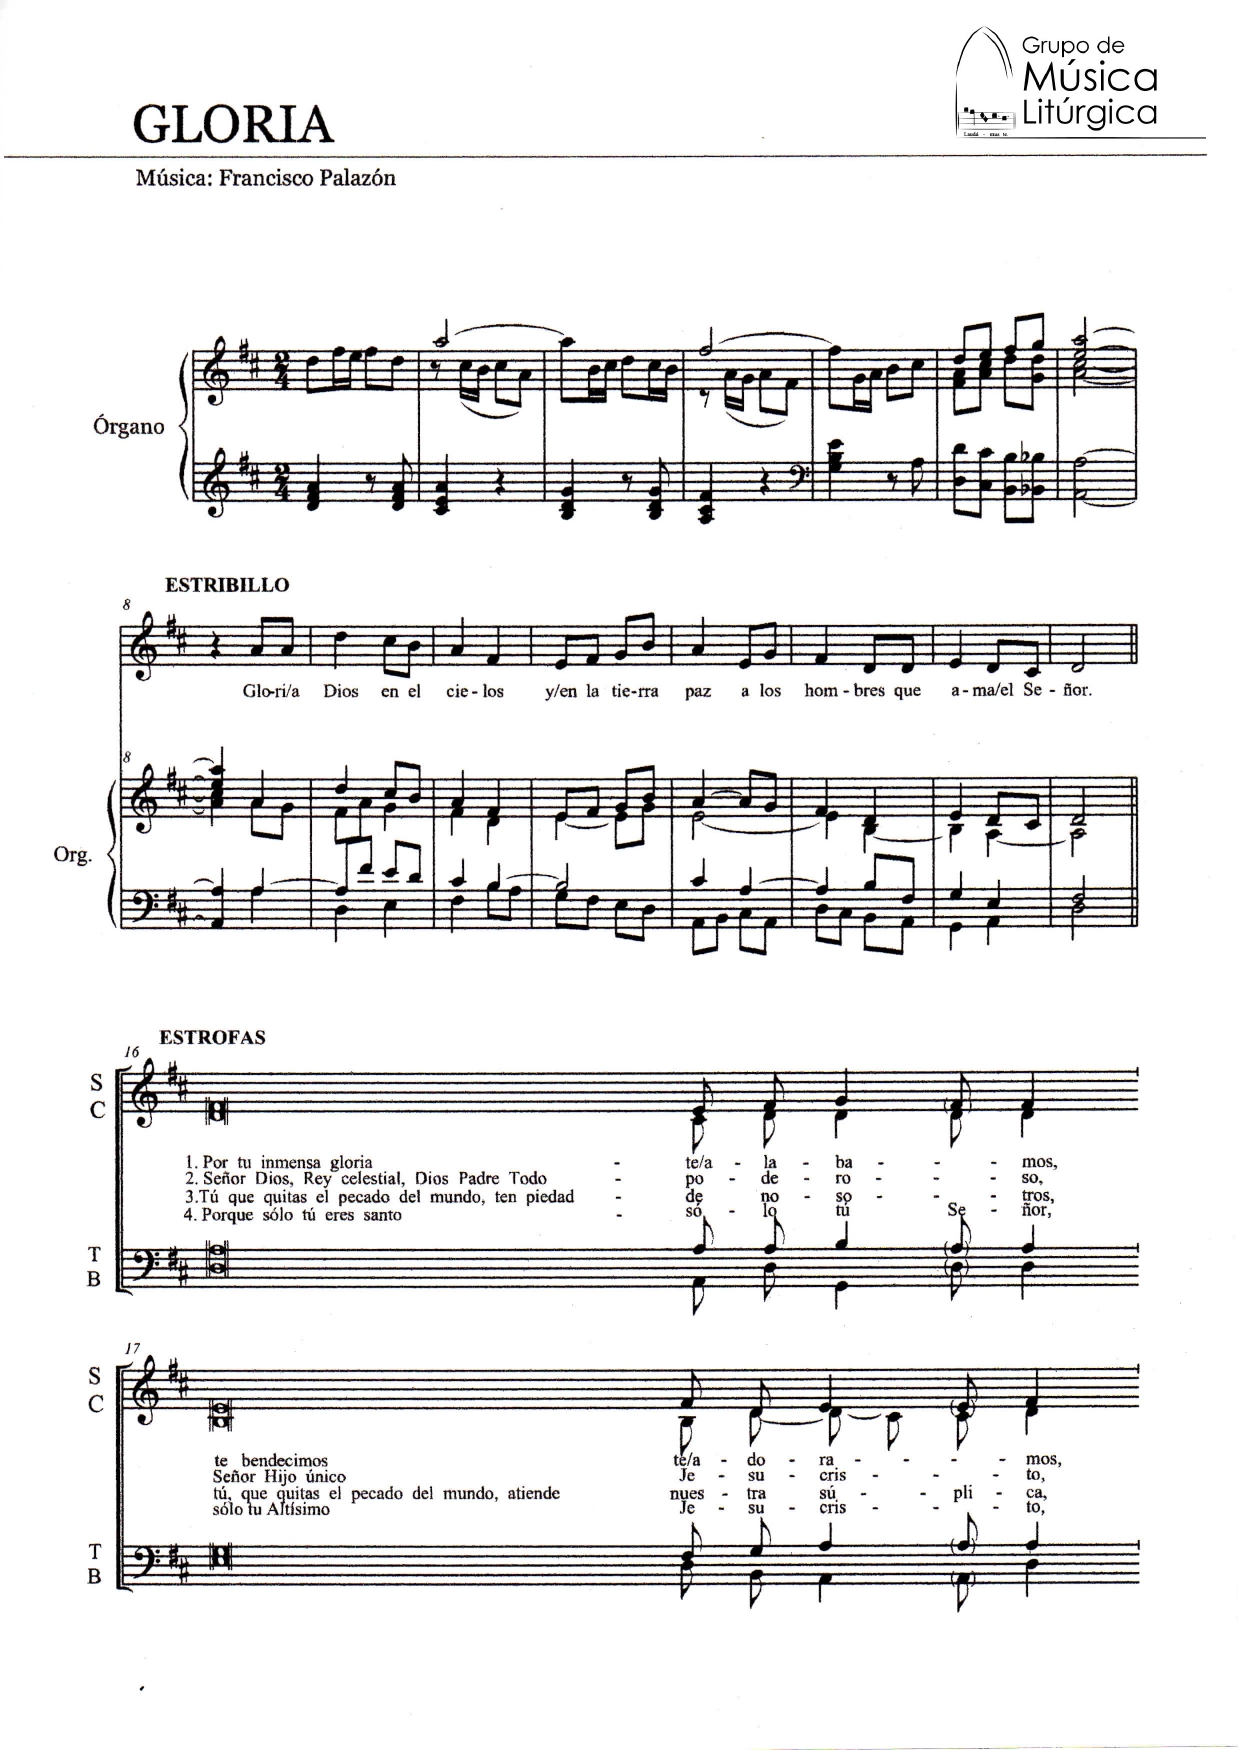 Grupo de
Música
Litúrgica
Laudá - mus te.
GLORIA
Música: Francisco Palazón
Órgano
ESTRIBILLO
8
Glo-ri/a Dios en el cie - los y/en la tie-rra paz a los hom - bres que a - ma/el Se - ñor.
8
Org.
ESTROFAS
16
S
C
1. Por tu inmensa gloria - te/a - la - ba - - - mos,
2. Señor Dios, Rey celestial, Dios Padre Todo - po - de - ro - - - so,
3.Tú que quitas el pecado del mundo, ten piedad - de no - so - - - tros,
4. Porque sólo tú eres santo - só - lo tú Se - ñor,
T
B
17
S
C
te bendecimos te/a - do - ra - - - - mos,
Señor Hijo único Je - su - cris - - - to,
tú, que quitas el pecado del mundo, atiende nues - tra sú - - pli - ca,
sólo tu Altísimo Je - su - cris - - - to,
T
B